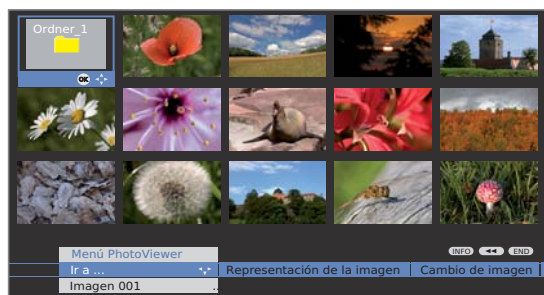 Ordner_1
OK
INFO END
Menú PhotoViewer
Ir a ... Representación de la imagen Cambio de imagen
Imagen 001 ...